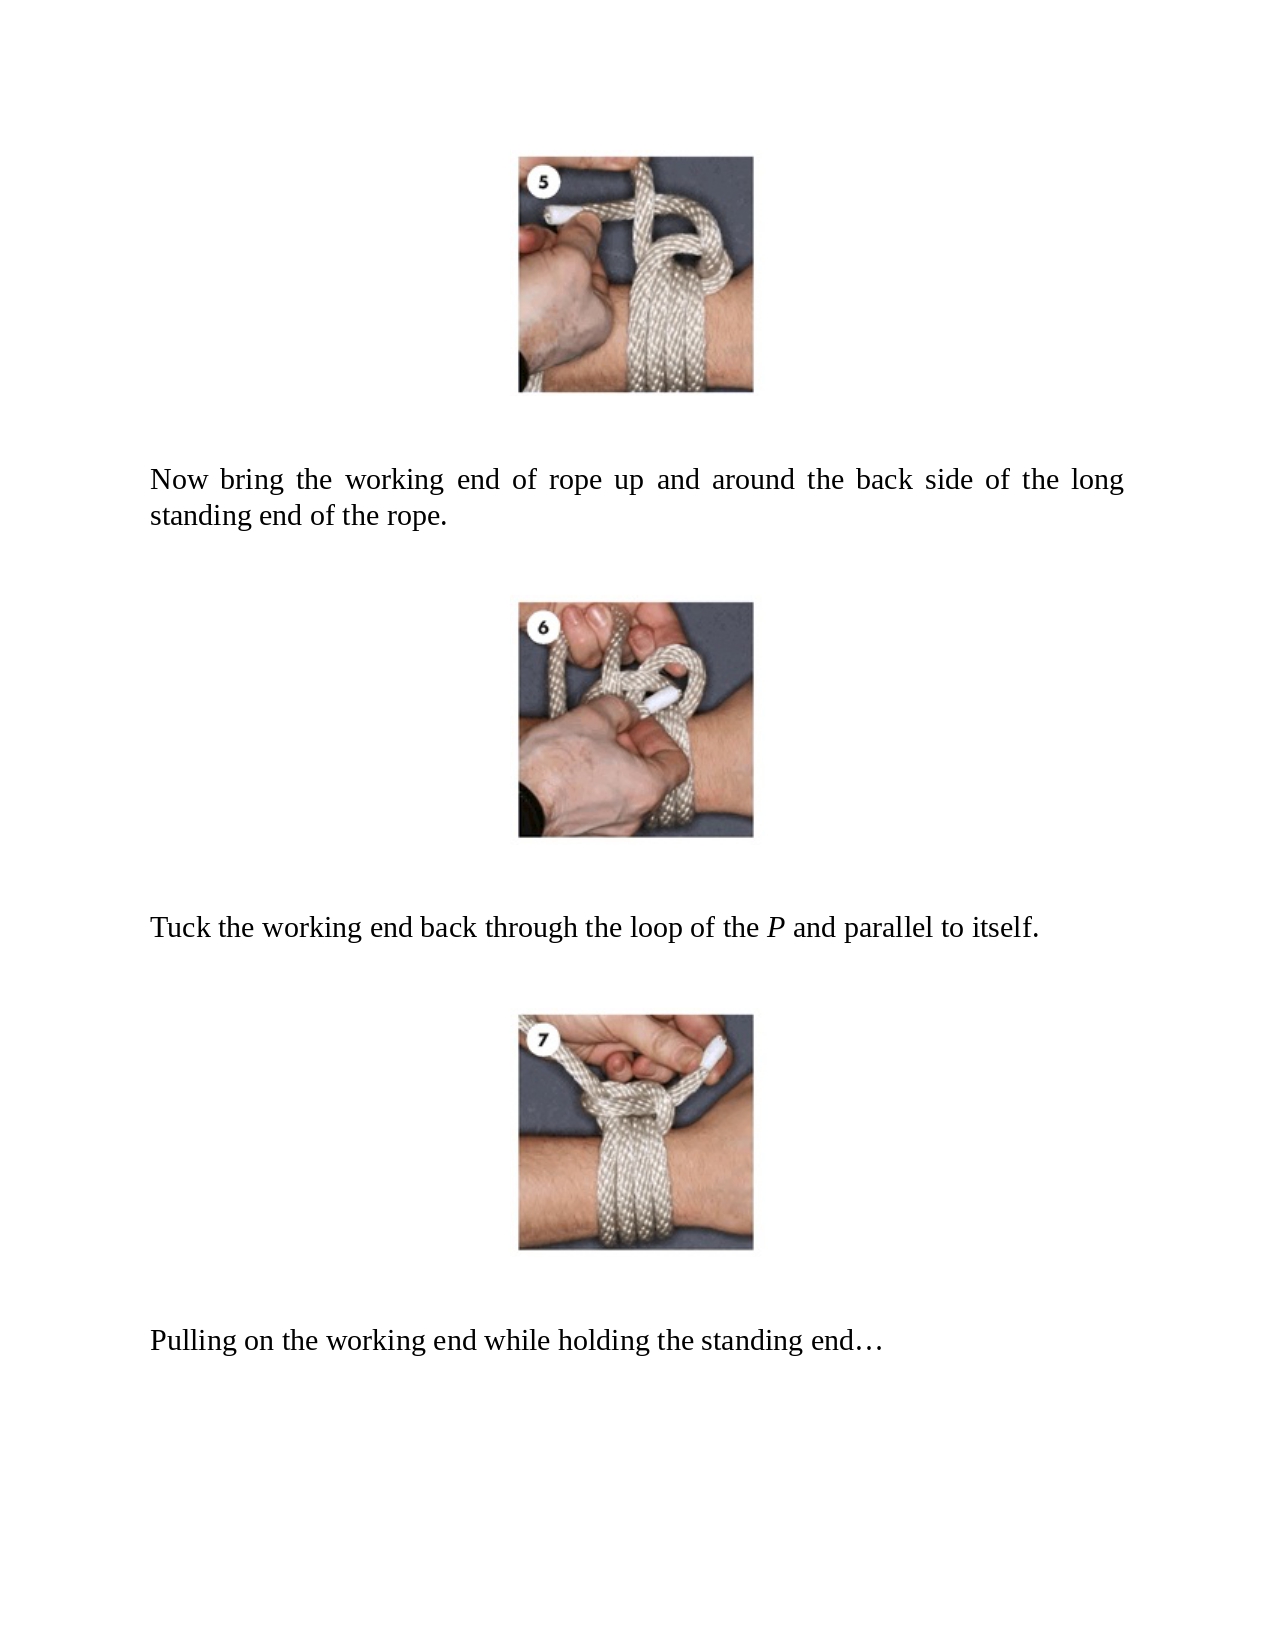 5
Now bring the working end of rope up and around the back side of the long
standing end of the rope.
6
Tuck the working end back through the loop of the P and parallel to itself.
7
Pulling on the working end while holding the standing end…